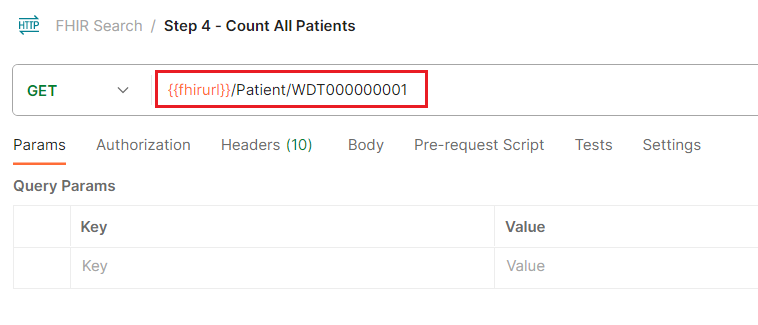 HTTP FHIR Search / Step 4 - Count All Patients
GET {{fhirurl}}/Patient/WDT000000001
Params Authorization Headers (10) Body Pre-request Script Tests Settings
Query Params
Key Value
Key Value